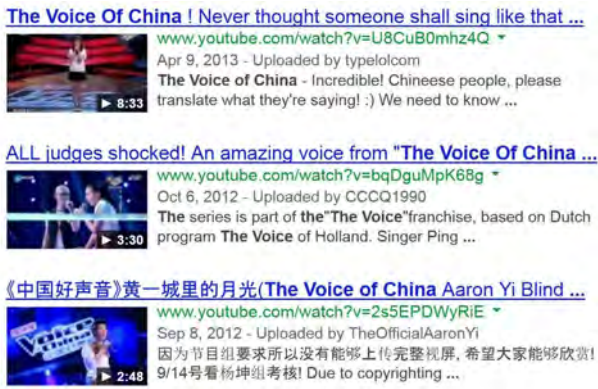 The Voice Of China ! Never thought someone shall sing like that ...
www.youtube.com/watch?v=U8CuB0mhz4Q
Apr 9, 2013 - Uploaded by typelolcom
The Voice of China - Incredible! Chineese people, please
translate what they're saying! :) We need to know ...
8:33
ALL judges shocked! An amazing voice from "The Voice Of China ...
www.youtube.com/watch?v=bqDguMpK68g
Oct 6, 2012 - Uploaded by CCCQ1990
The series is part of the"The Voice"franchise, based on Dutch
program The Voice of Holland. Singer Ping ...
3:30
《中国好声音》黄一城里的月光(The Voice of China Aaron Yi Blind ...
www.youtube.com/watch?v=2s5EPDWyRiE
Sep 8, 2012 - Uploaded by TheOfficialAaronYi
因为节目组要求所以没有能够上传完整视屏, 希望大家能够欣赏!
9/14号看杨坤组考核! Due to copyrighting ...
Voice
China
2:48